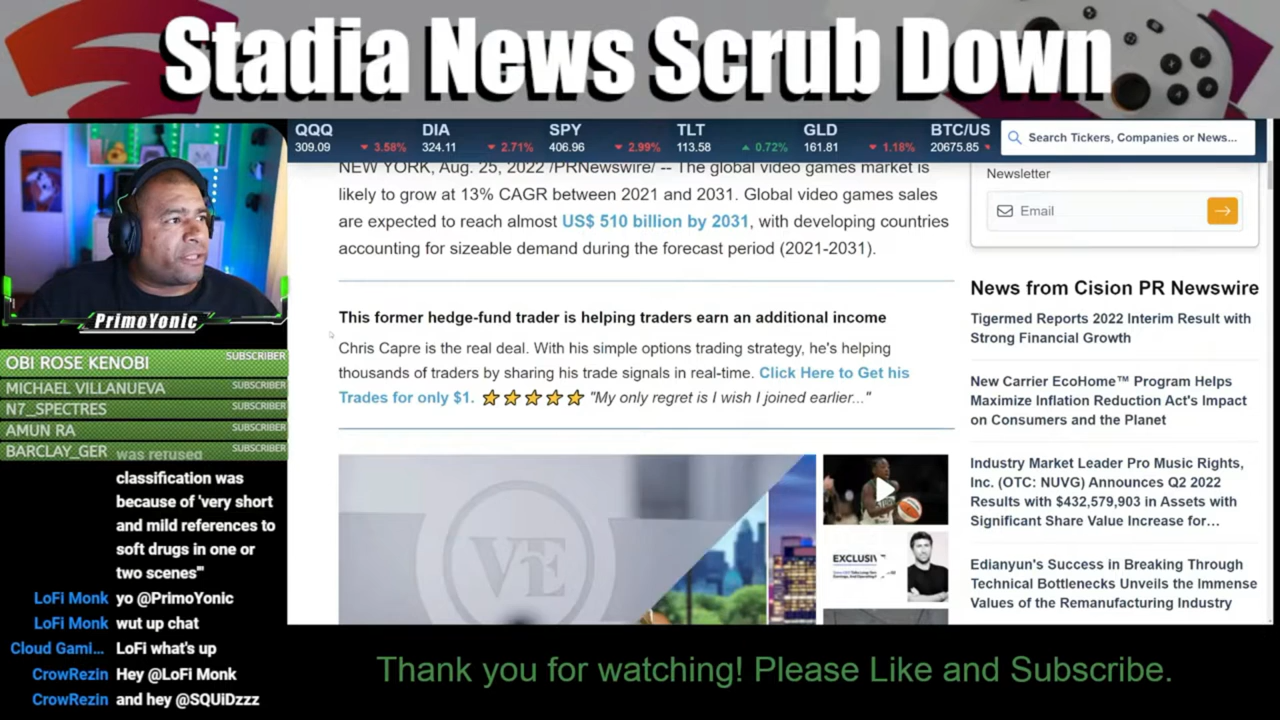 Stadia News Scrub Down
QQQ
309.09 3.58%
DIA
324.11 2.71%
SPY
406.96 2.99%
TLT
113.58 0.72%
GLD
161.81 1.18%
BTC/US
20675.85
Search Tickers, Companies or News...
NEW YORK, Aug. 25, 2022 /PRNewswire/ -- The global video games market is
likely to grow at 13% CAGR between 2021 and 2031. Global video games sales
are expected to reach almost US$ 510 billion by 2031, with developing countries
accounting for sizeable demand during the forecast period (2021-2031).
This former hedge-fund trader is helping traders earn an additional income
Chris Capre is the real deal. With his simple options trading strategy, he's helping
thousands of traders by sharing his trade signals in real-time. Click Here to Get his
Trades for only $1. ⭐⭐⭐⭐⭐ "My only regret is I wish I joined earlier..."
VE
EXCLUSIV
Newsletter
Email
News from Cision PR Newswire
Tigermed Reports 2022 Interim Result with
Strong Financial Growth
New Carrier EcoHome™ Program Helps
Maximize Inflation Reduction Act's Impact
on Consumers and the Planet
Industry Market Leader Pro Music Rights,
Inc. (OTC: NUVG) Announces Q2 2022
Results with $432,579,903 in Assets with
Significant Share Value Increase for...
Edianyun's Success in Breaking Through
Technical Bottlenecks Unveils the Immense
Values of the Remanufacturing Industry
PrimoYonic
OBI ROSE KENOBI SUBSCRIBER
MICHAEL VILLANUEVA SUBSCRIBER
N7_SPECTRES SUBSCRIBER
AMUN RA SUBSCRIBER
BARCLAY_GER SUBSCRIBER
was refused
classification was
because of 'very short
and mild references to
soft drugs in one or
two scenes'"
LoFi Monk yo @PrimoYonic
LoFi Monk wut up chat
Cloud Gami... LoFi what's up
CrowRezin Hey @LoFi Monk
CrowRezin and hey @SQUiDzzz
Thank you for watching! Please Like and Subscribe.